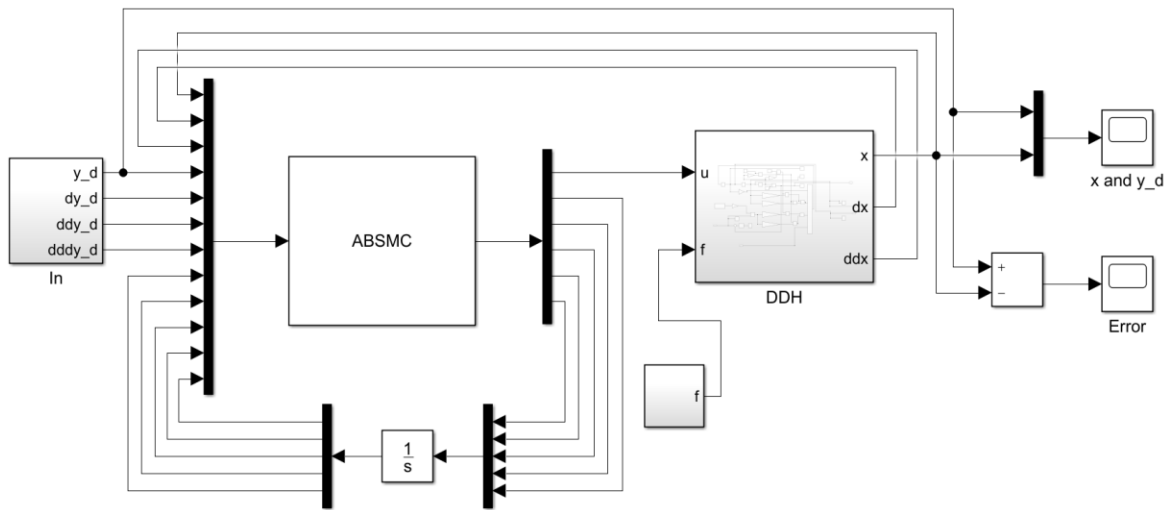 y_d
dy_d
ddy_d
dddy_d
In
ABSMC
u
f
x
dx
ddx
DDH
f
1
s
x and y_d
+
−
Error